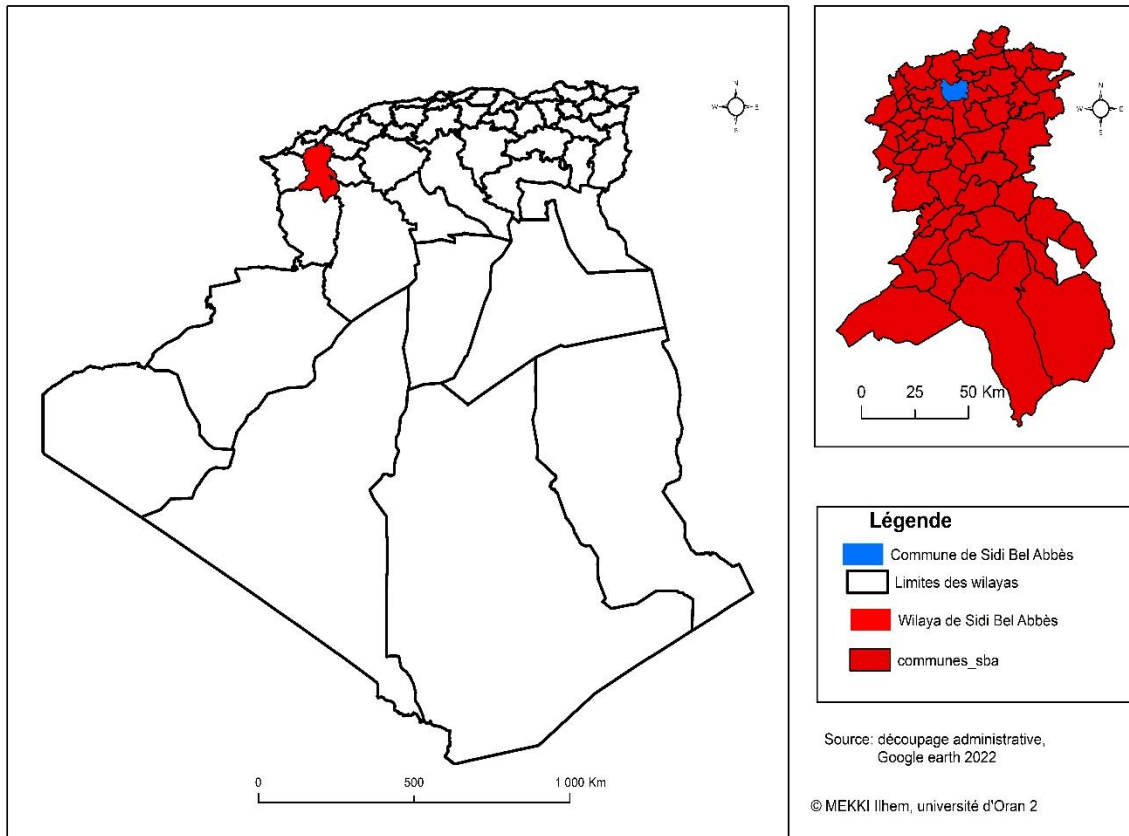 N
W E
S
0 500 1 000 Km
N
W E
S
0 25 50 Km
Légende
Commune de Sidi Bel Abbès
Limites des wilayas
Wilaya de Sidi Bel Abbès
communes_sba
Source: découpage administrative,
Google earth 2022
© MEKKI Ilhem, université d'Oran 2